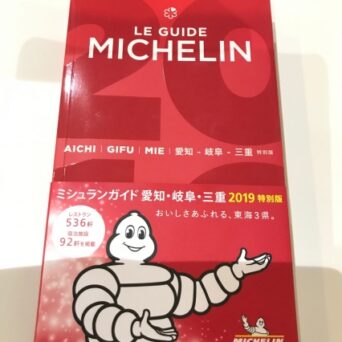 LE GUIDE
MICHELIN
AICHI | GIFU | MIE | 愛知 - 岐阜 - 三重 特別版
ミシュランガイド 愛知・岐阜・三重 2019 特別版
おいしさあふれる、東海3県。
レストラン
536軒
宿泊施設
92軒を掲載
MICHELIN